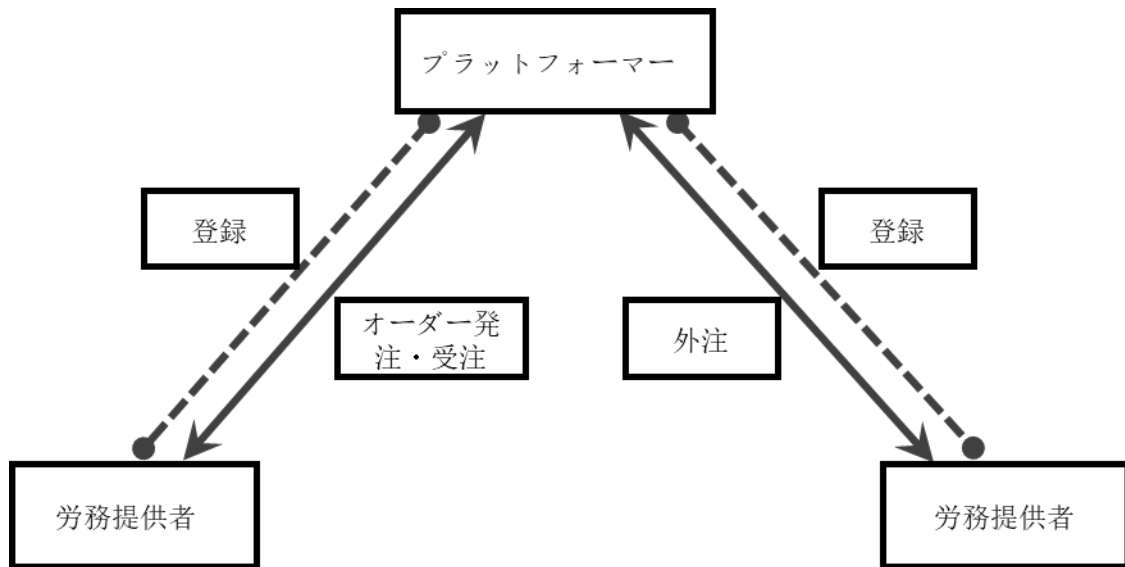 プラットフォーマー
登録
登録
オーダー発
注・受注
外注
労務提供者
労務提供者